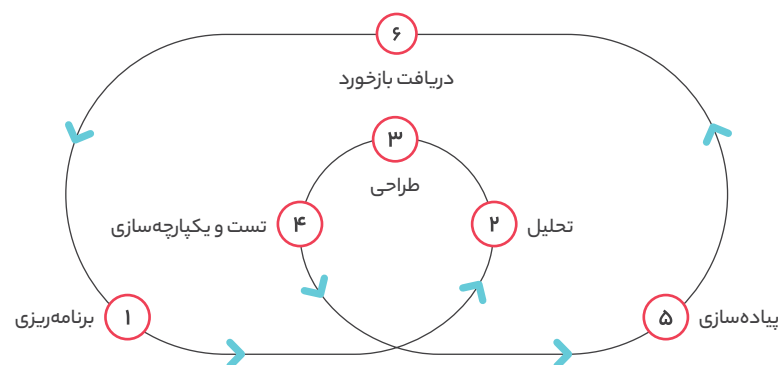 ۶
دریافت بازخورد
۳
طراحی
۴
تست و یکپارچه‌سازی
۲
تحلیل
۱
برنامه‌ریزی
۵
پیاده‌سازی